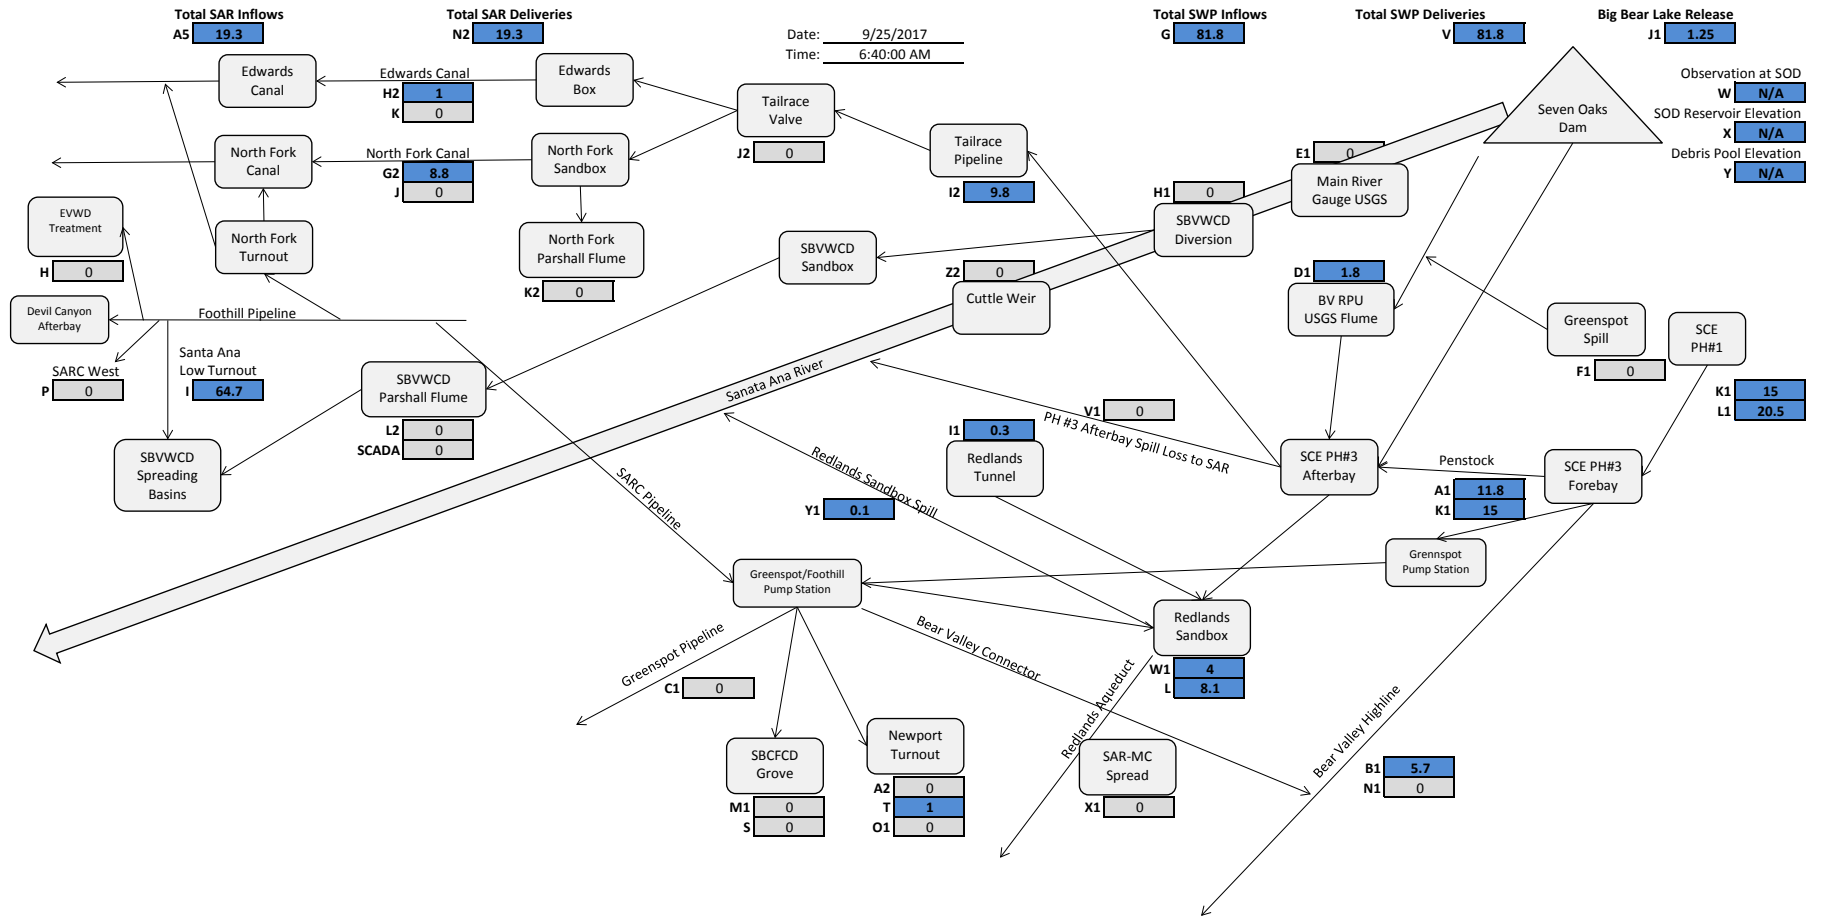 Total SAR Inflows
A5 19.3
Total SAR Deliveries
N2 19.3
Date: 9/25/2017
Time: 6:40:00 AM
Total SWP Inflows
G 81.8
Total SWP Deliveries
V 81.8
Big Bear Lake Release
J1 1.25
Observation at SOD
W N/A
SOD Reservoir Elevation
X N/A
Debris Pool Elevation
Y N/A
Edwards
Canal
Edwards Canal
H2 1
K 0
Edwards
Box
Tailrace
Valve
J2 0
Tailrace
Pipeline
I2 9.8
Seven Oaks
Dam
E1 0
Main River
Gauge USGS
H1 0
SBVWCD
Diversion
North Fork
Canal
North Fork Canal
G2 8.8
J 0
North Fork
Sandbox
EVWD
Treatment
H 0
North Fork
Turnout
North Fork
Parshall Flume
K2 0
SBVWCD
Sandbox
Z2 0
Cuttle Weir
D1 1.8
BV RPU
USGS Flume
Greenspot
Spill
F1 0
SCE
PH#1
K1 15
L1 20.5
Devil Canyon
Afterbay
Foothill Pipeline
SARC West
P 0
Santa Ana
Low Turnout
I 64.7
SBVWCD
Parshall Flume
L2 0
SCADA 0
Sanata Ana River
V1 0
PH #3 Afterbay Spill Loss to SAR
I1 0.3
Redlands
Tunnel
SCE PH#3
Afterbay
Penstock
A1 11.8
K1 15
SCE PH#3
Forebay
SBVWCD
Spreading
Basins
SARC Pipeline
Redlands Sandbox Spill
Y1 0.1
Grennspot
Pump Station
Greenspot/Foothill
Pump Station
Redlands
Sandbox
W1 4
L 8.1
Greenspot Pipeline
C1 0
Bear Valley Connector
Redlands Aqueduct
Bear Valley Highline
SBCFCD
Grove
M1 0
S 0
Newport
Turnout
A2 0
T 1
O1 0
SAR-MC
Spread
X1 0
B1 5.7
N1 0